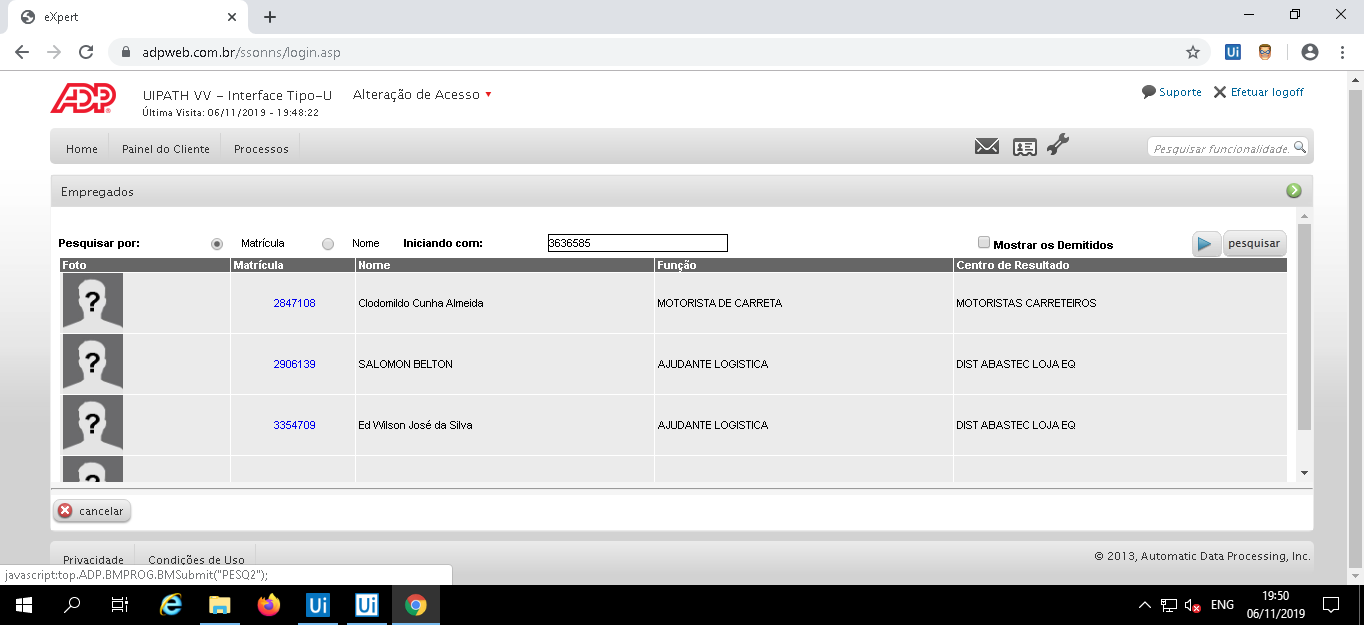 eXpert
adpweb.com.br/ssonns/login.asp
Ui
ADP
UIPATH VV - Interface Tipo-U
Alteração de Acesso
Última Visita: 06/11/2019 - 19:48:22
Suporte
Efetuar logoff
Home
Painel do Cliente
Processos
Pesquisar funcionalidade.
Empregados
Pesquisar por:
Matrícula
Nome
Iniciando com:
3636585
Mostrar os Demitidos
pesquisar
Foto Matrícula Nome Função Centro de Resultado
? 2847108 Clodomildo Cunha Almeida MOTORISTA DE CARRETA MOTORISTAS CARRETEIROS
? 2906139 SALOMON BELTON AJUDANTE LOGISTICA DIST ABASTEC LOJA EQ
? 3354709 Ed Wilson José da Silva AJUDANTE LOGISTICA DIST ABASTEC LOJA EQ
cancelar
Privacidade
Condições de Uso
© 2013, Automatic Data Processing, Inc.
javascript:top.ADP.BMPROG.BMSubmit("PESQ2");
Ui
Ui
ENG
19:50
06/11/2019